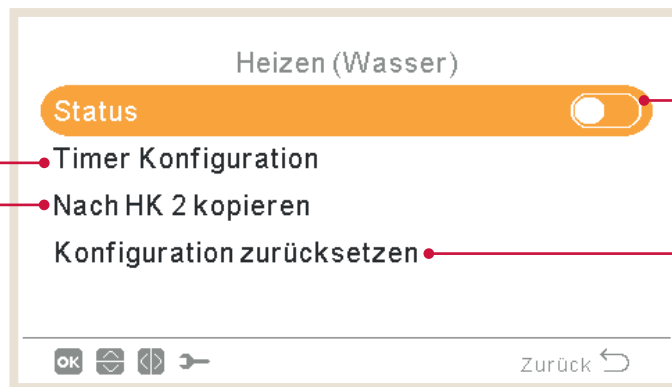 Heizen (Wasser)
Status
Timer Konfiguration
Nach HK 2 kopieren
Konfiguration zurücksetzen
OK
Zurück